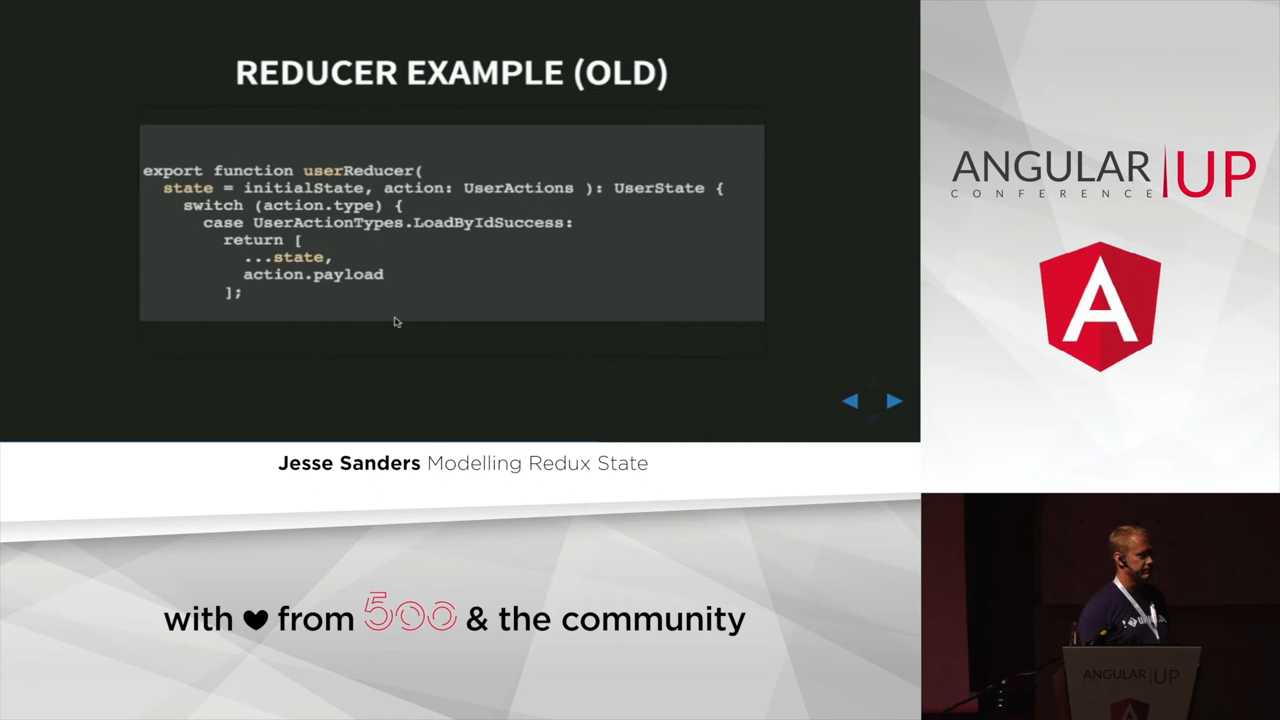 REDUCER EXAMPLE (OLD)
export function userReducer(
state = initialState, action: UserActions ): UserState {
switch (action.type) {
case UserActionTypes.LoadByIdSuccess:
return [
...state,
action.payload
];
ANGULAR UP
CONFERENCE
A
Jesse Sanders Modelling Redux State
with ♥ from 500 & the community
ANGULAR UP
A